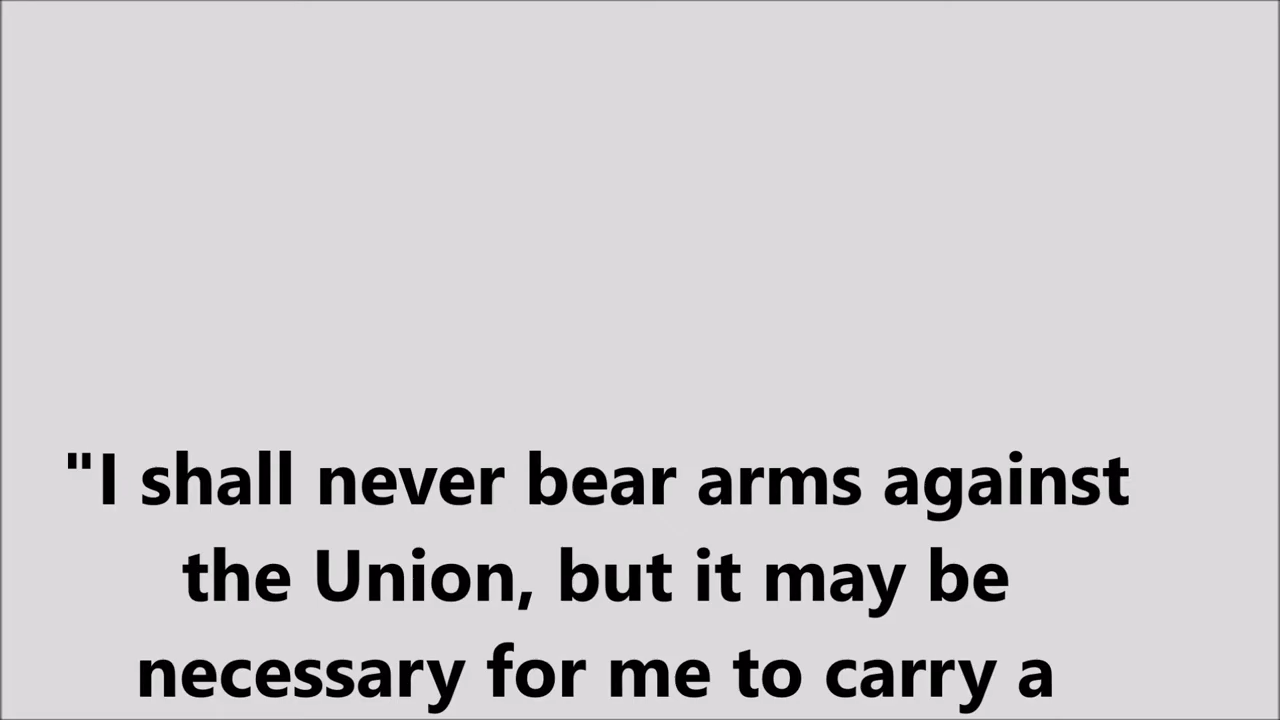 "I shall never bear arms against
the Union, but it may be
necessary for me to carry a